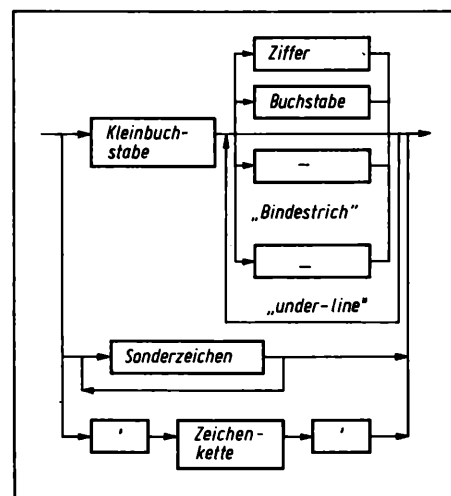 Ziffer
Buchstabe
Kleinbuch-
stabe
–
„Bindestrich"
_
„under-line"
Sonderzeichen
'
Zeichen-
kette
'